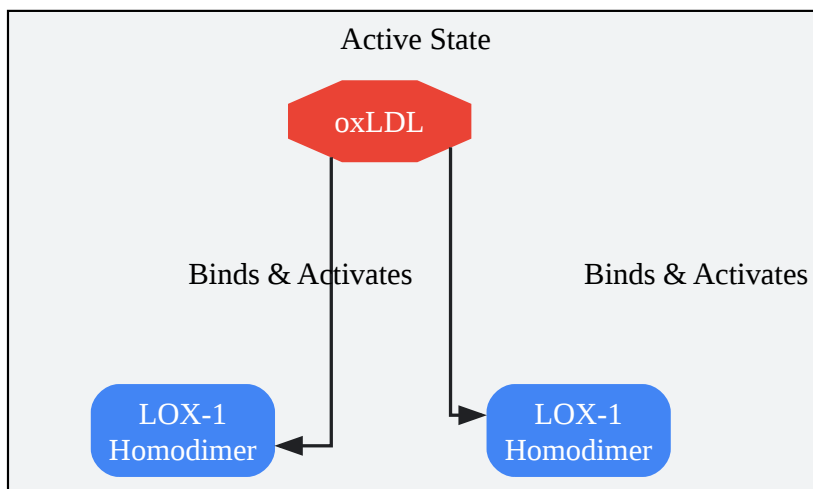 Active State
oxLDL
Binds & Activates
Binds & Activates
LOX-1
Homodimer
LOX-1
Homodimer